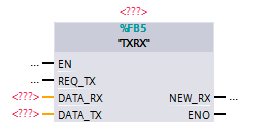 <???>
%FB5
"TXRX"
... EN
... REQ_TX
<???> DATA_RX NEW_RX ...
<???> DATA_TX ENO